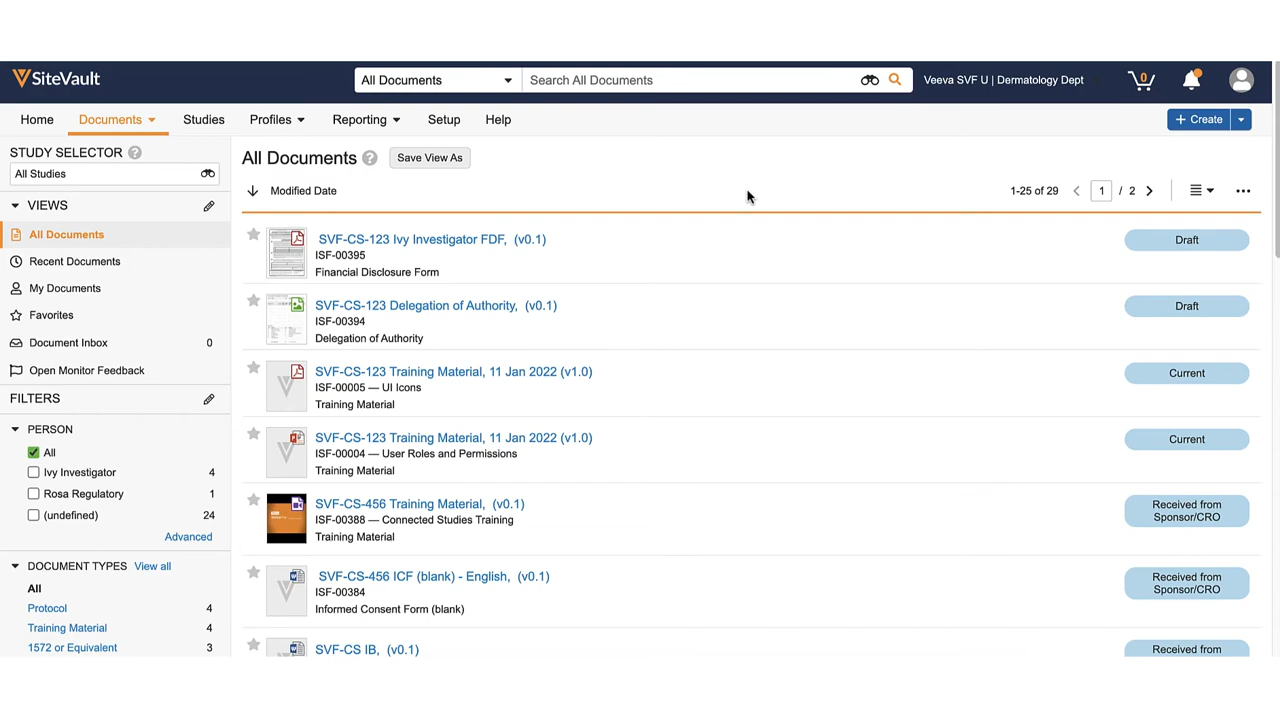 SiteVault
All Documents
Search All Documents
Veeva SVF U | Dermatology Dept
0
Home
Documents
Studies
Profiles
Reporting
Setup
Help
+ Create
STUDY SELECTOR ?
All Studies
VIEWS
All Documents
Recent Documents
My Documents
Favorites
Document Inbox 0
Open Monitor Feedback
FILTERS
PERSON
All
Ivy Investigator 4
Rosa Regulatory 1
(undefined) 24
Advanced
DOCUMENT TYPES View all
All
Protocol 4
Training Material 4
1572 or Equivalent 3
All Documents ?
Save View As
Modified Date
1-25 of 29
1 / 2
SVF-CS-123 Ivy Investigator FDF, (v0.1)
ISF-00395
Financial Disclosure Form
Draft
SVF-CS-123 Delegation of Authority, (v0.1)
ISF-00394
Delegation of Authority
Draft
SVF-CS-123 Training Material, 11 Jan 2022 (v1.0)
ISF-00005 — UI Icons
Training Material
Current
SVF-CS-123 Training Material, 11 Jan 2022 (v1.0)
ISF-00004 — User Roles and Permissions
Training Material
Current
SVF-CS-456 Training Material, (v0.1)
ISF-00388 — Connected Studies Training
Training Material
Received from
Sponsor/CRO
SVF-CS-456 ICF (blank) - English, (v0.1)
ISF-00384
Informed Consent Form (blank)
Received from
Sponsor/CRO
SVF-CS IB, (v0.1)
Received from